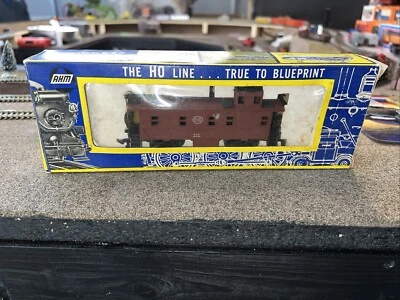 AHM
THE HO LINE . . . TRUE TO BLUEPRINT